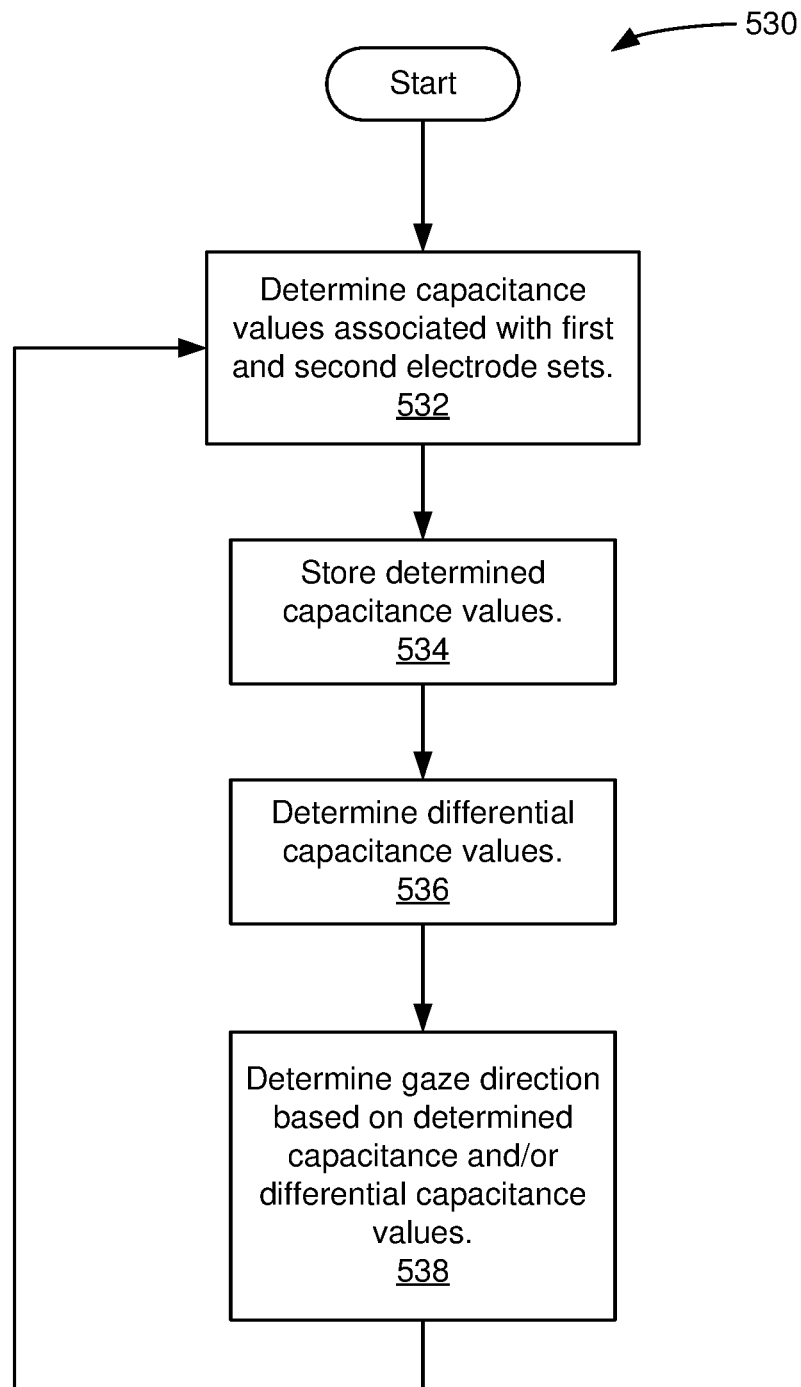 530
Start
Determine capacitance
values associated with first
and second electrode sets.
532
Store determined
capacitance values.
534
Determine differential
capacitance values.
536
Determine gaze direction
based on determined
capacitance and/or
differential capacitance
values.
538